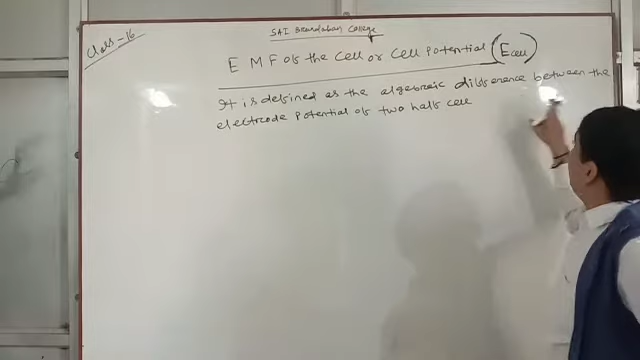 Class-16
SAI Brundaban College
E M F of the cell or cell potential (Ecell)
It is defined as the algebraic difference between the
electrode potential of two half cell